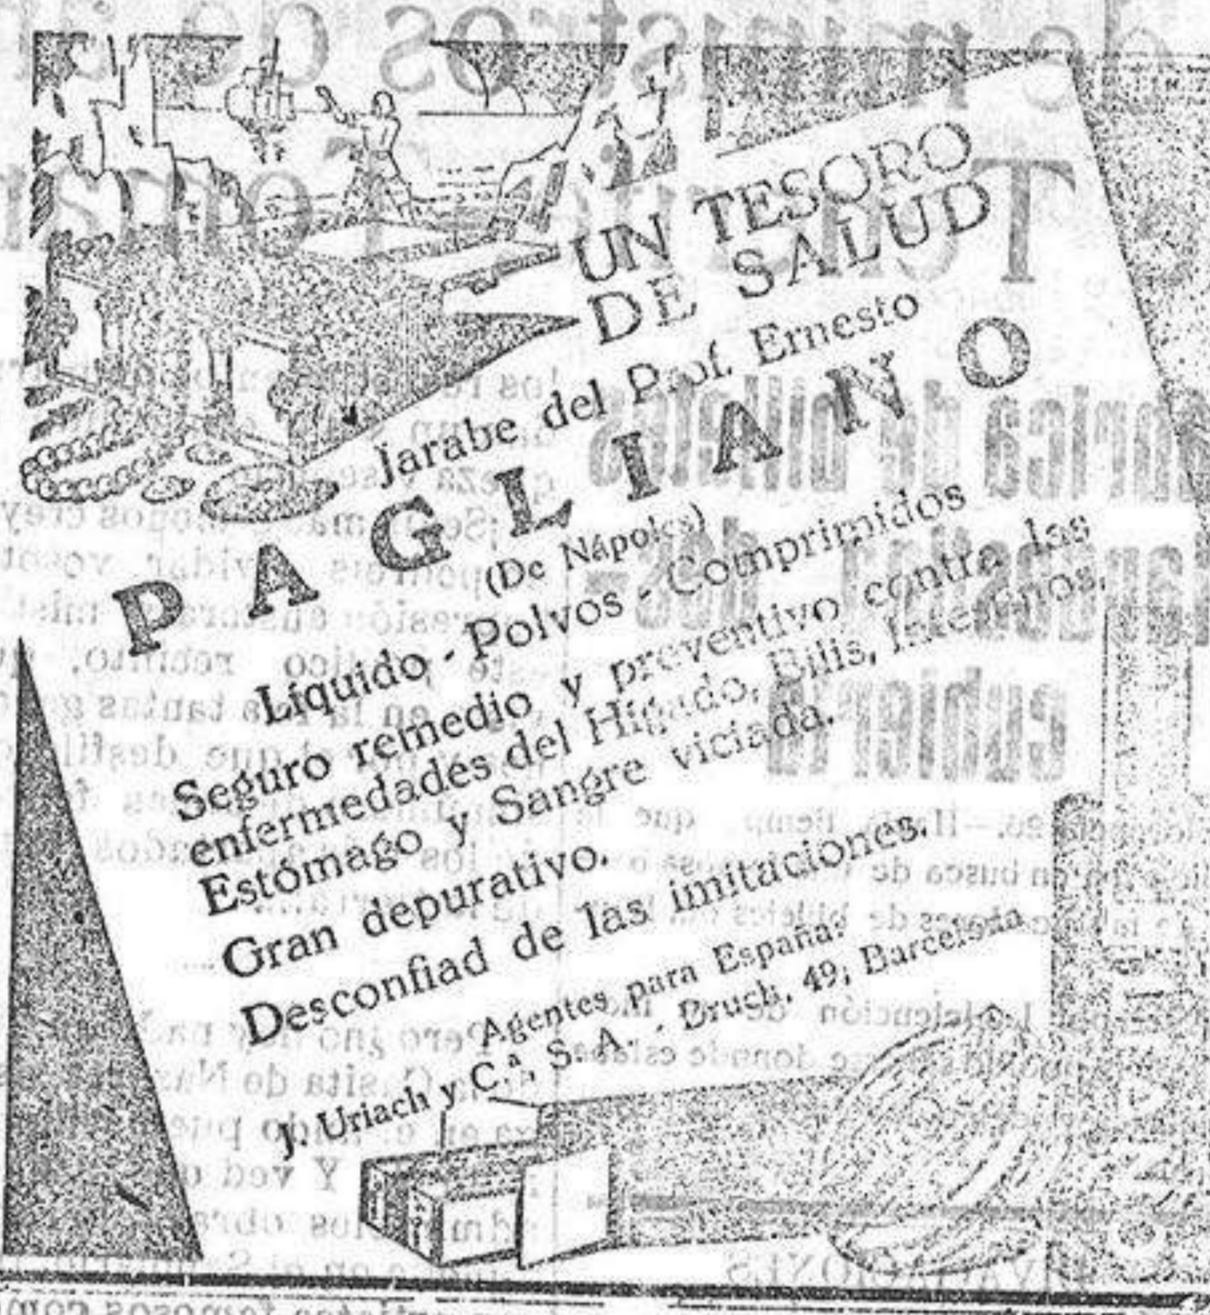 UN TESORO
DE SALUD
Jarabe del Prof. Ernesto
PAGLIANO
(De Nápoles)
Líquido - Polvos - Comprimidos
Seguro remedio y preventivo contra las
enfermedades del Hígado, Bilis, Intestinos,
Estómago y Sangre viciada.
Gran depurativo.
Desconfiad de las imitaciones.
Agentes para España:
J. Uriach y C.ª, S. A. - Bruch, 49, Barcelona